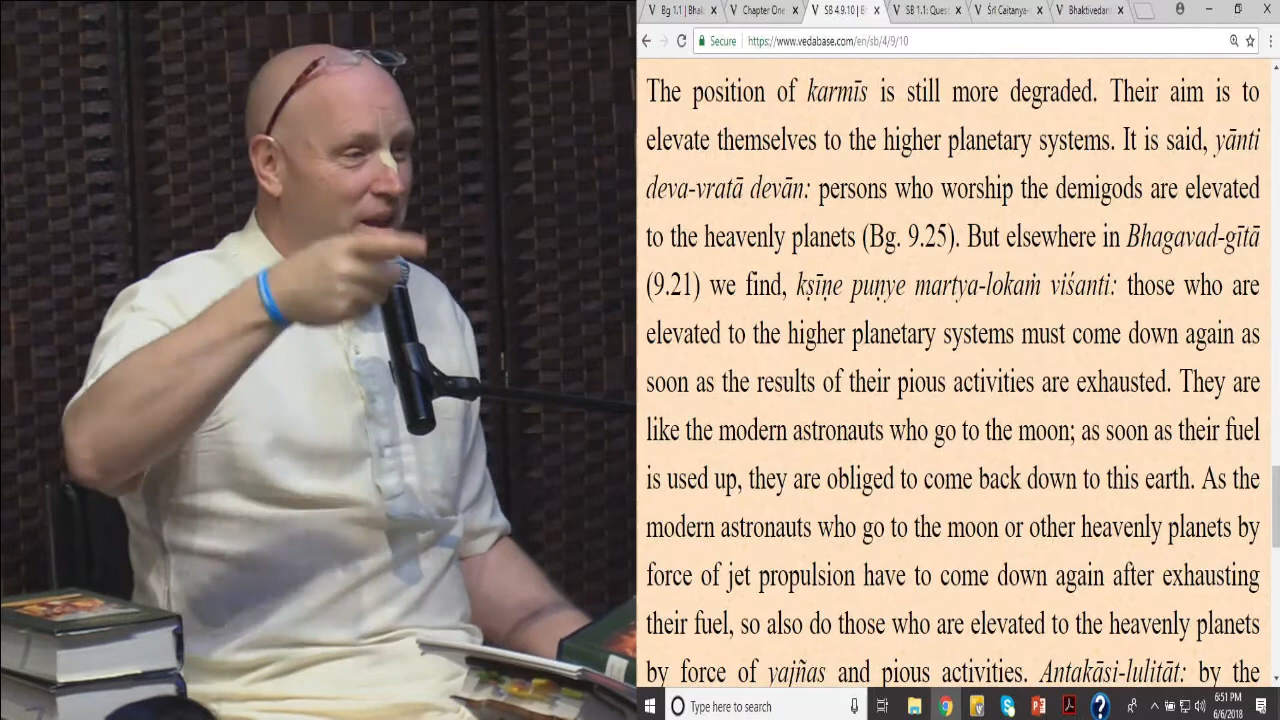 Bg 1.1 | Bhak
Chapter One
SB 4.9.10 | B
SB 1.1: Quest
Śrī Caitanya-
Bhaktivedant
Secure https://www.vedabase.com/en/sb/4/9/10
The position of karmīs is still more degraded. Their aim is to
elevate themselves to the higher planetary systems. It is said, yānti
deva-vratā devān: persons who worship the demigods are elevated
to the heavenly planets (Bg. 9.25). But elsewhere in Bhagavad-gītā
(9.21) we find, kṣīṇe puṇye martya-lokaṁ viśanti: those who are
elevated to the higher planetary systems must come down again as
soon as the results of their pious activities are exhausted. They are
like the modern astronauts who go to the moon; as soon as their fuel
is used up, they are obliged to come back down to this earth. As the
modern astronauts who go to the moon or other heavenly planets by
force of jet propulsion have to come down again after exhausting
their fuel, so also do those who are elevated to the heavenly planets
by force of yajñas and pious activities. Antakāsi-lulitāt: by the
Type here to search
6:51 PM
6/6/2018